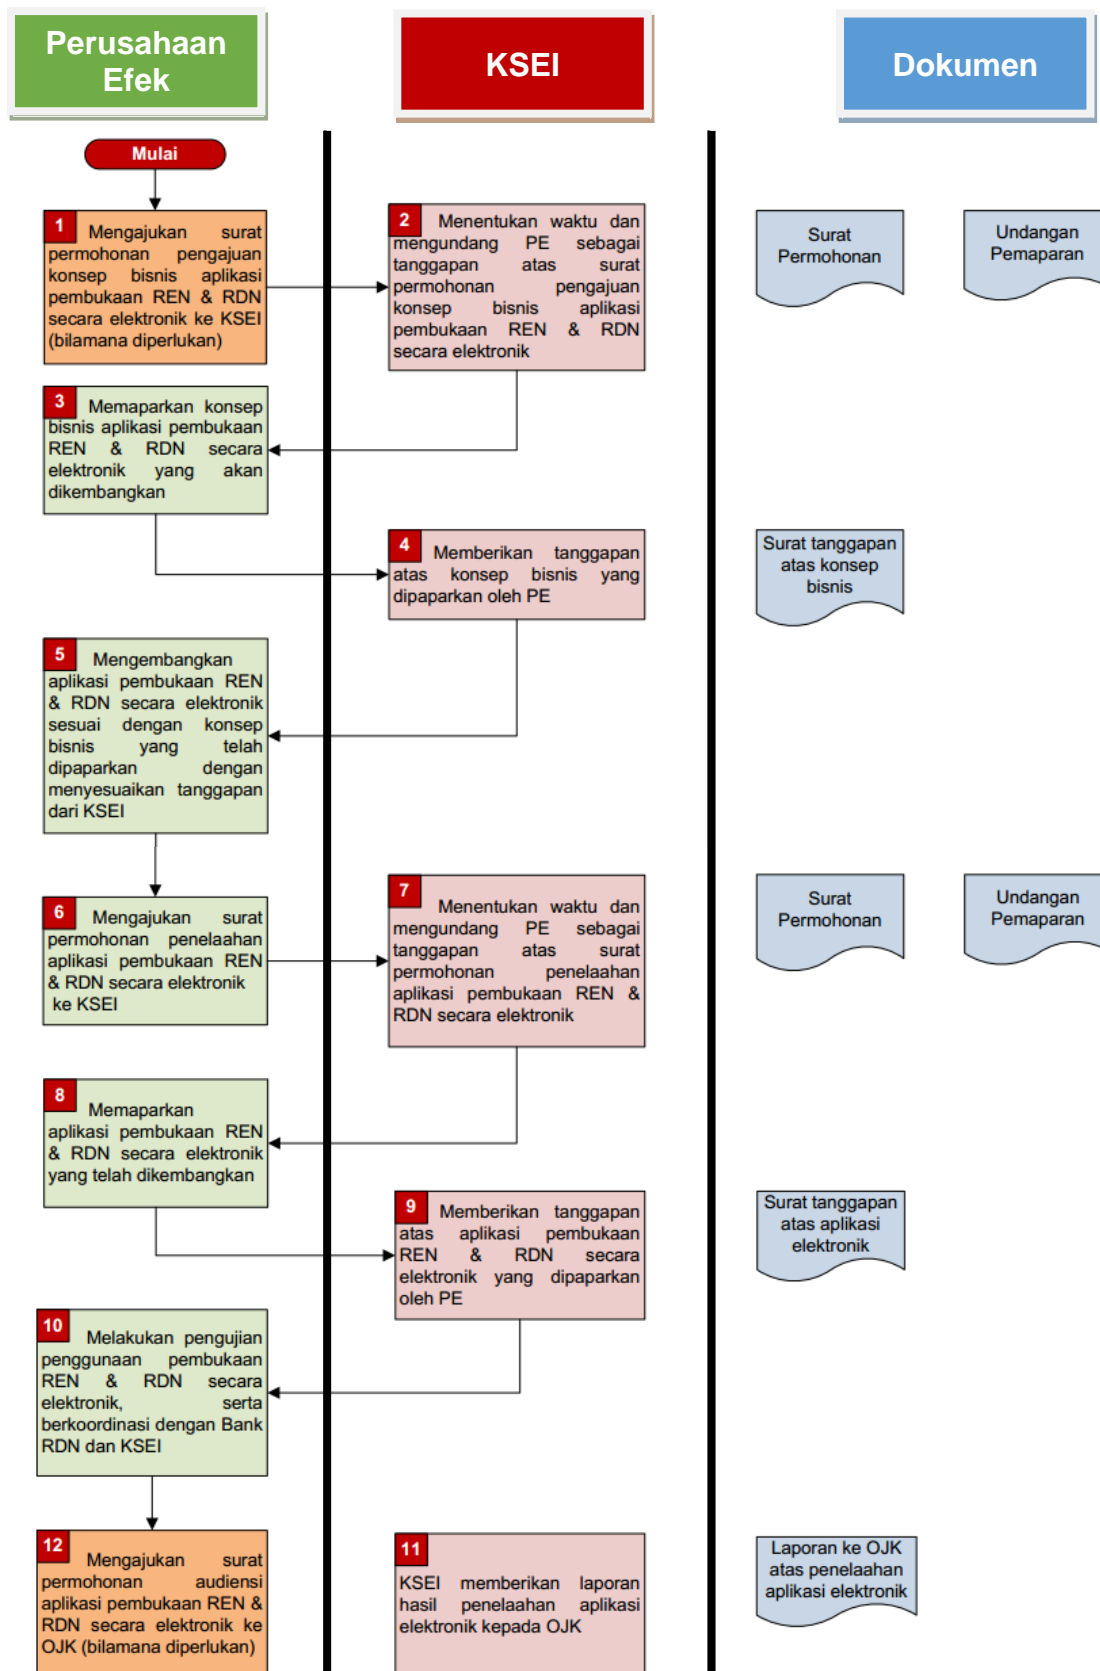 Perusahaan
Efek
KSEI
Dokumen
Mulai
1 Mengajukan surat
permohonan pengajuan
konsep bisnis aplikasi
pembukaan REN & RDN
secara elektronik ke KSEI
(bilamana diperlukan)
2 Menentukan waktu dan
mengundang PE sebagai
tanggapan atas surat
permohonan pengajuan
konsep bisnis aplikasi
pembukaan REN & RDN
secara elektronik
Surat
Permohonan
Undangan
Pemaparan
3 Memaparkan konsep
bisnis aplikasi pembukaan
REN & RDN secara
elektronik yang akan
dikembangkan
4 Memberikan tanggapan
atas konsep bisnis yang
dipaparkan oleh PE
Surat tanggapan
atas konsep
bisnis
5 Mengembangkan
aplikasi pembukaan REN
& RDN secara elektronik
sesuai dengan konsep
bisnis yang telah
dipaparkan dengan
menyesuaikan tanggapan
dari KSEI
6 Mengajukan surat
permohonan penelaahan
aplikasi pembukaan REN
& RDN secara elektronik
ke KSEI
7 Menentukan waktu dan
mengundang PE sebagai
tanggapan atas surat
permohonan penelaahan
aplikasi pembukaan REN &
RDN secara elektronik
Surat
Permohonan
Undangan
Pemaparan
8 Memaparkan
aplikasi pembukaan REN
& RDN secara elektronik
yang telah dikembangkan
9 Memberikan tanggapan
atas aplikasi pembukaan
REN & RDN secara
elektronik yang dipaparkan
oleh PE
Surat tanggapan
atas aplikasi
elektronik
10 Melakukan pengujian
penggunaan pembukaan
REN & RDN secara
elektronik, serta
berkoordinasi dengan Bank
RDN dan KSEI
12 Mengajukan surat
permohonan audiensi
aplikasi pembukaan REN &
RDN secara elektronik ke
OJK (bilamana diperlukan)
11
KSEI memberikan laporan
hasil penelaahan aplikasi
elektronik kepada OJK
Laporan ke OJK
atas penelaahan
aplikasi elektronik